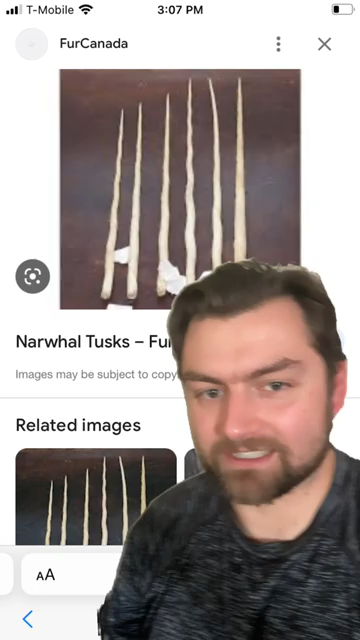 T-Mobile 3:07 PM
FurCanada
Narwhal Tusks – Fu
Images may be subject to copy
Related images
AA